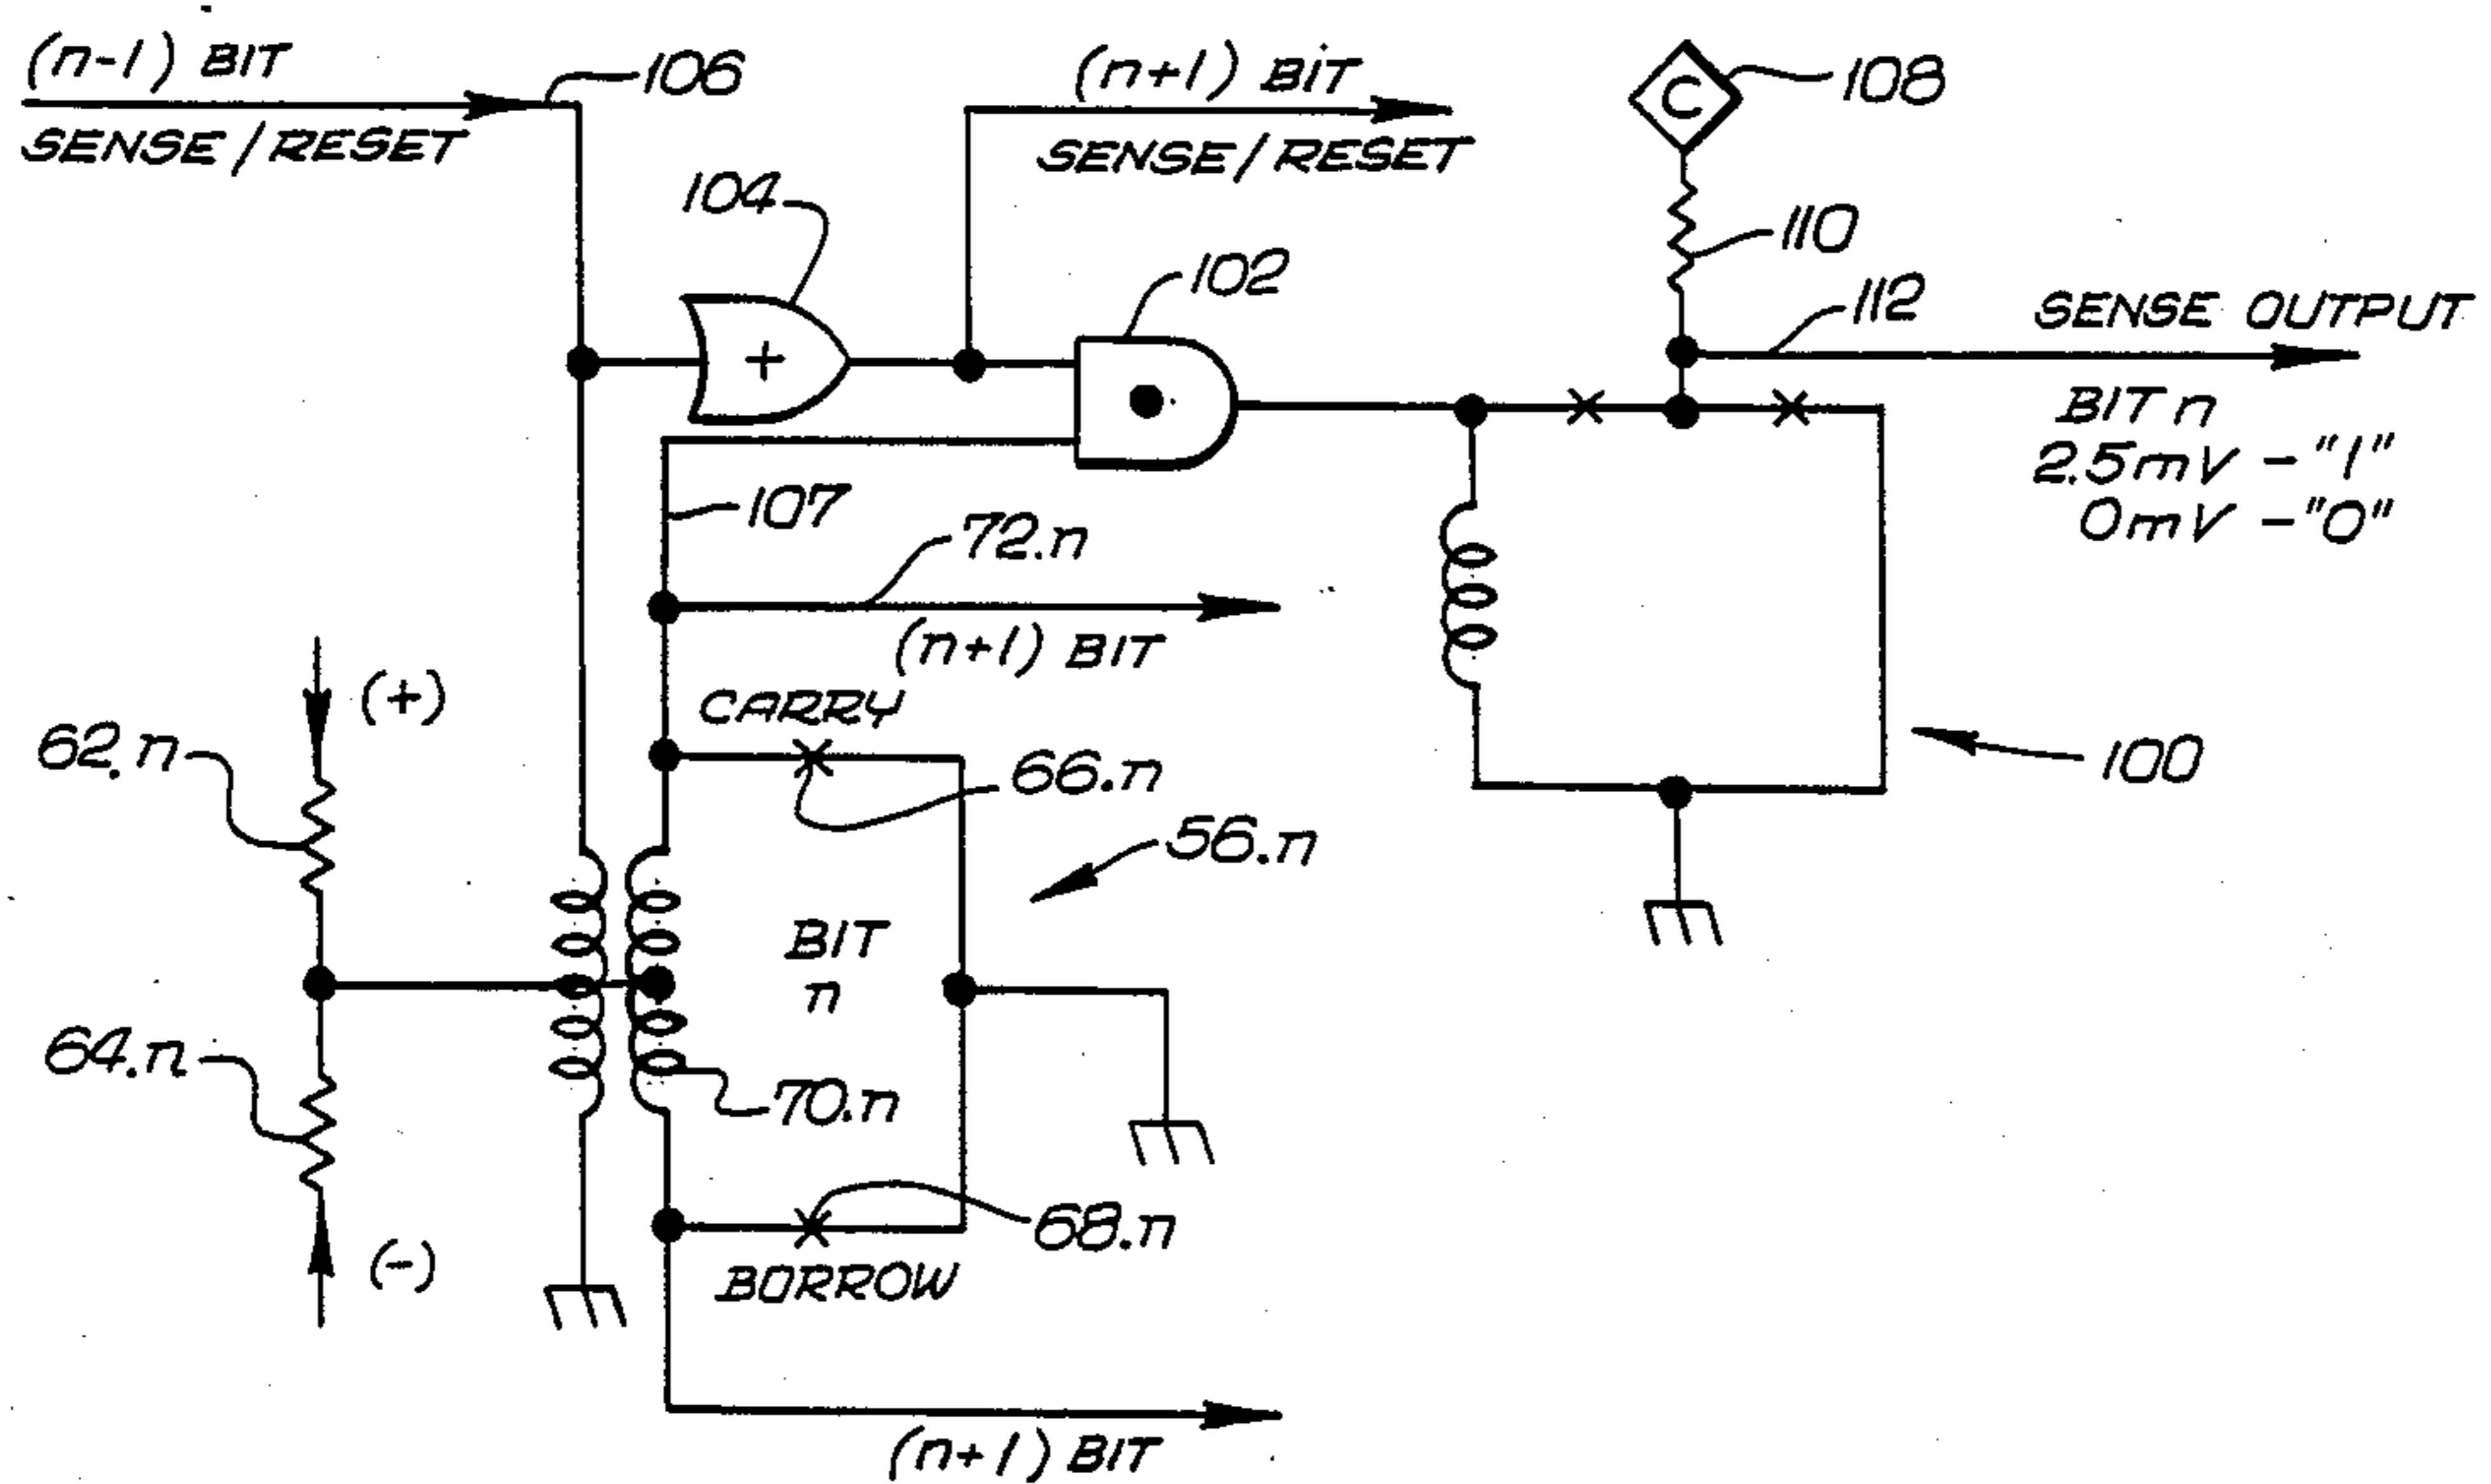 (n-1) BIT
SENSE/RESET
106
(n+1) BIT
SENSE/RESET
C
108
104
+
102
110
112
SENSE OUTPUT
BIT n
2.5mV - "1"
0mV - "0"
107
72.n
(n+1) BIT
(+)
62.n
CARRY
66.n
100
56.n
BIT
n
64.n
70.n
68.n
(-)
BORROW
(n+1) BIT